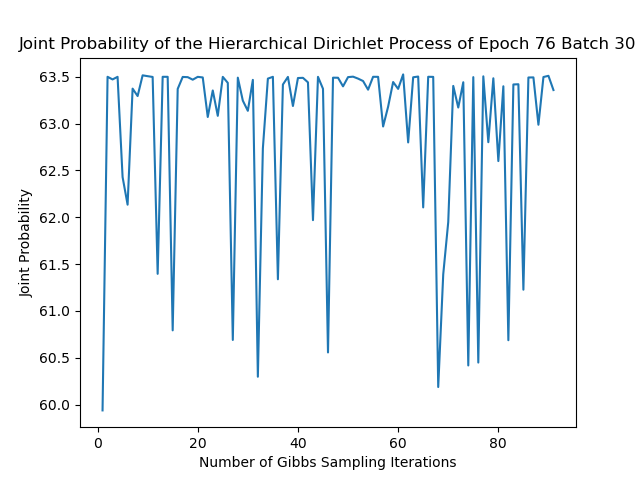 Joint Probability of the Hierarchical Dirichlet Process of Epoch 76 Batch 30
63.5
63.0
62.5
62.0
61.5
61.0
60.5
60.0
Joint Probability
0 20 40 60 80
Number of Gibbs Sampling Iterations